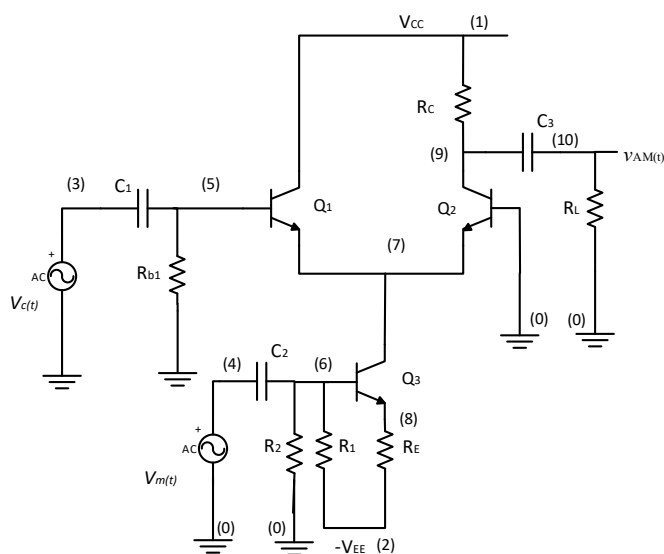 VCC (1)
RC
C3
(10)
(9)
vAM(t)
(3)
C1
(5)
Q1
Q2
RL
(7)
+
AC
Rb1
Vc(t)
(0)
(0)
(4)
C2
(6)
Q3
(8)
+
AC
R2
R1
RE
Vm(t)
(0)
(0)
-VEE (2)